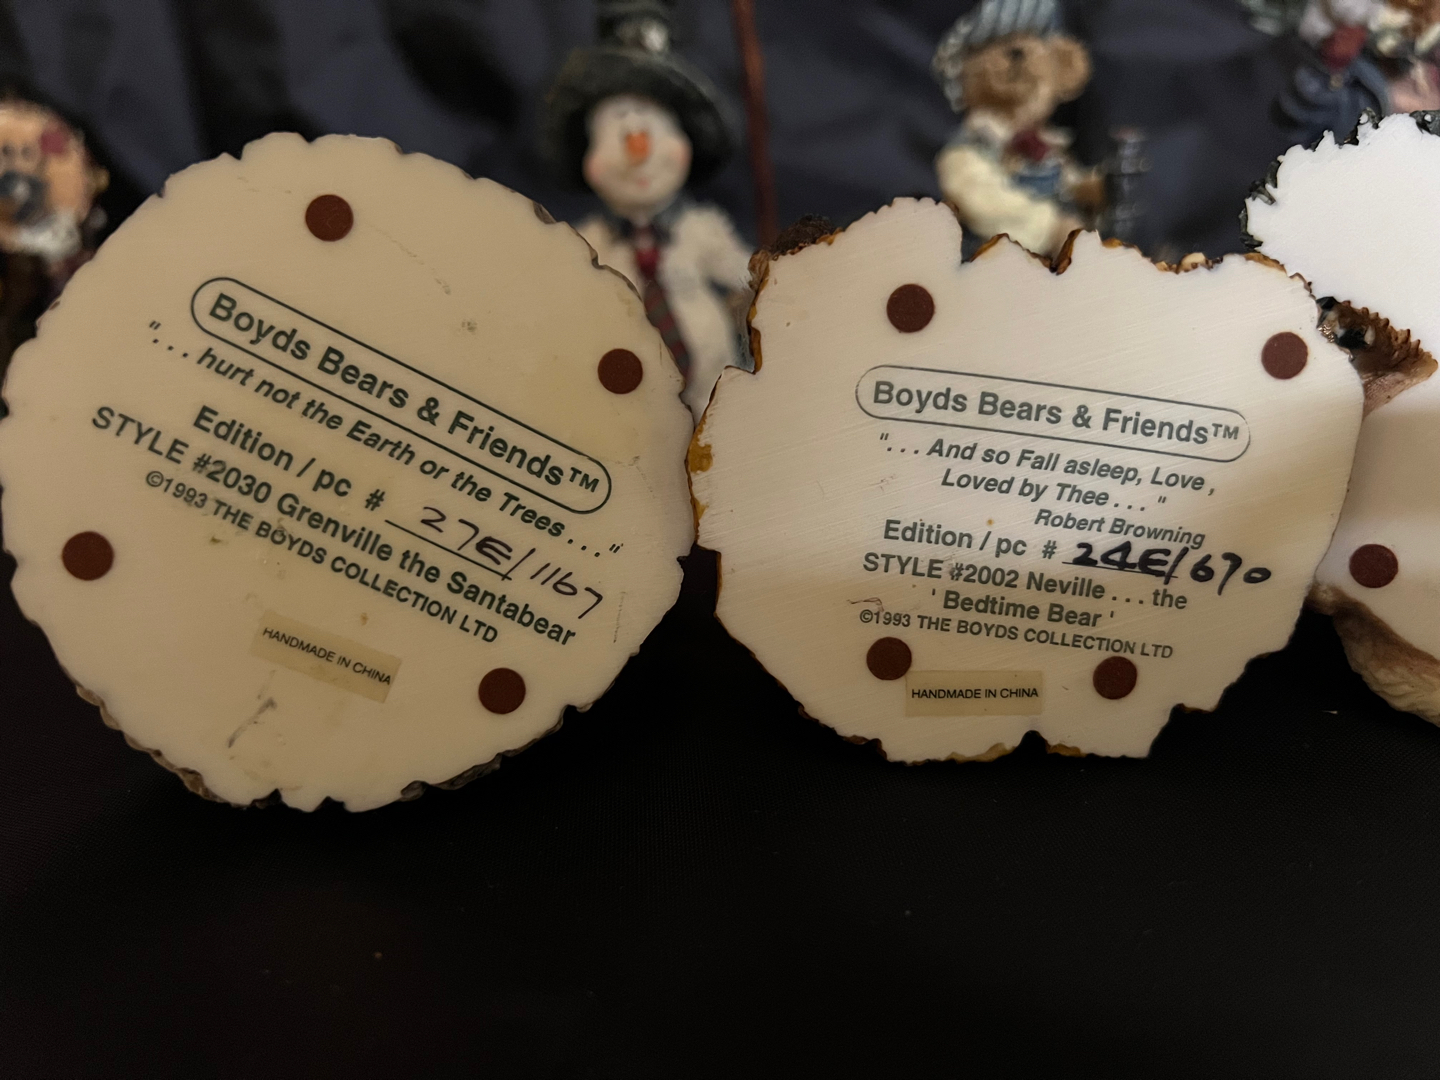 Boyds Bears & Friends™
"... hurt not the Earth or the Trees..."
Edition / pc # 27E/1167
STYLE #2030 Grenville the Santabear
©1993 THE BOYDS COLLECTION LTD
HANDMADE IN CHINA
Boyds Bears & Friends™
"... And so Fall asleep, Love,
Loved by Thee..."
Robert Browning
Edition / pc # 24E/670
STYLE #2002 Neville... the
'Bedtime Bear'
©1993 THE BOYDS COLLECTION LTD
HANDMADE IN CHINA